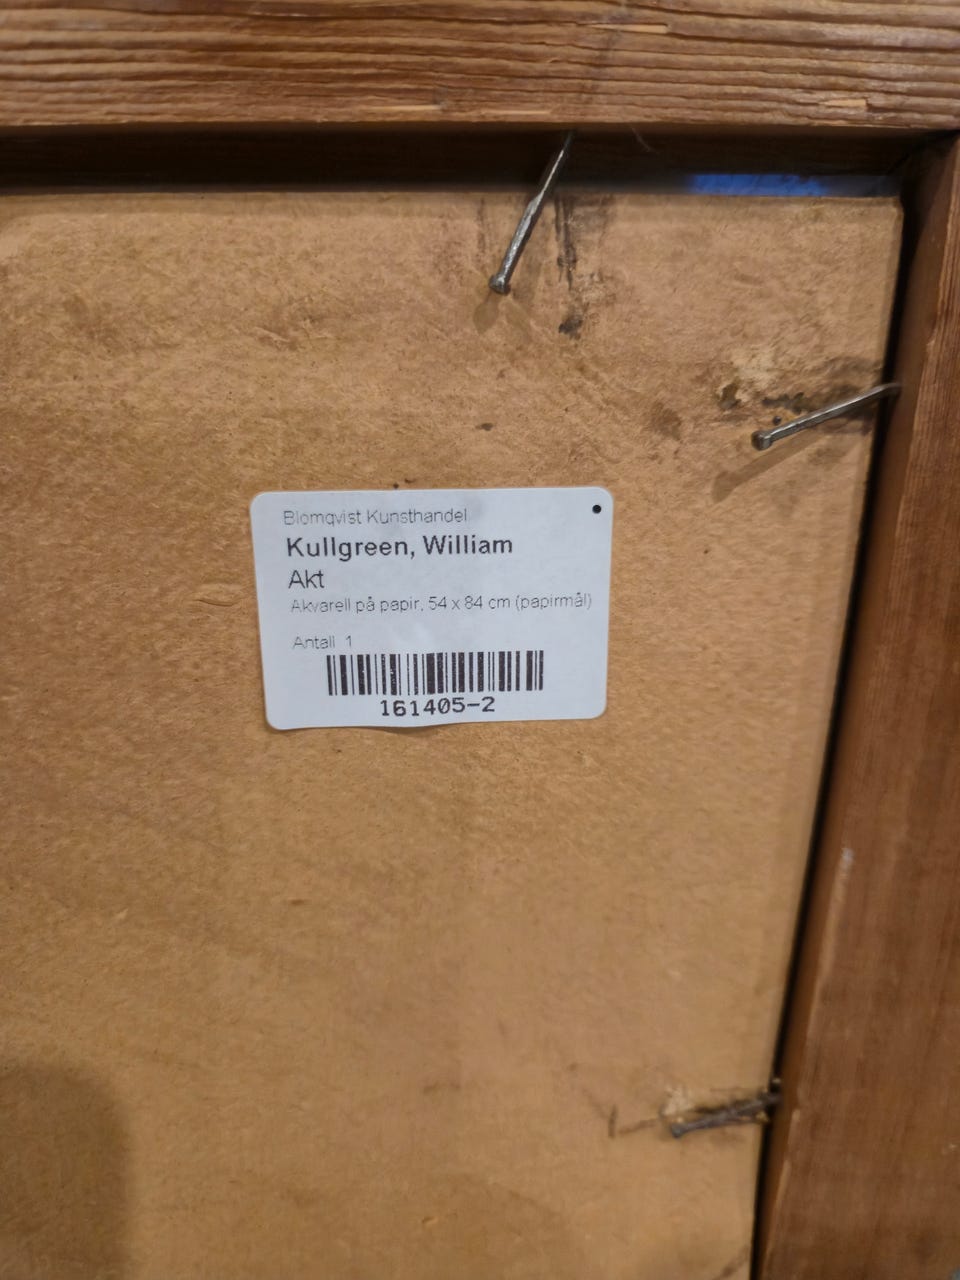 Blomqvist Kunsthandel
Kullgreen, William
Akt
Akvarell på papir, 54 x 84 cm (papirmål)
Antall 1
161405-2